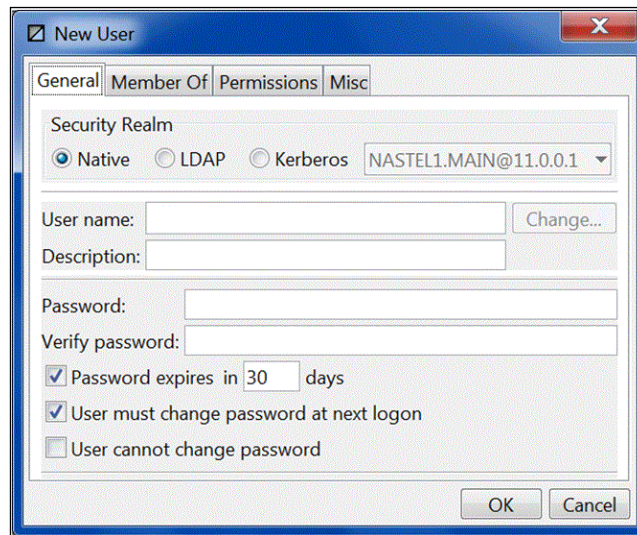 New User
General Member Of Permissions Misc
Security Realm
Native LDAP Kerberos NASTEL1.MAIN@11.0.0.1
User name: Change...
Description:
Password:
Verify password:
Password expires in 30 days
User must change password at next logon
User cannot change password
OK Cancel